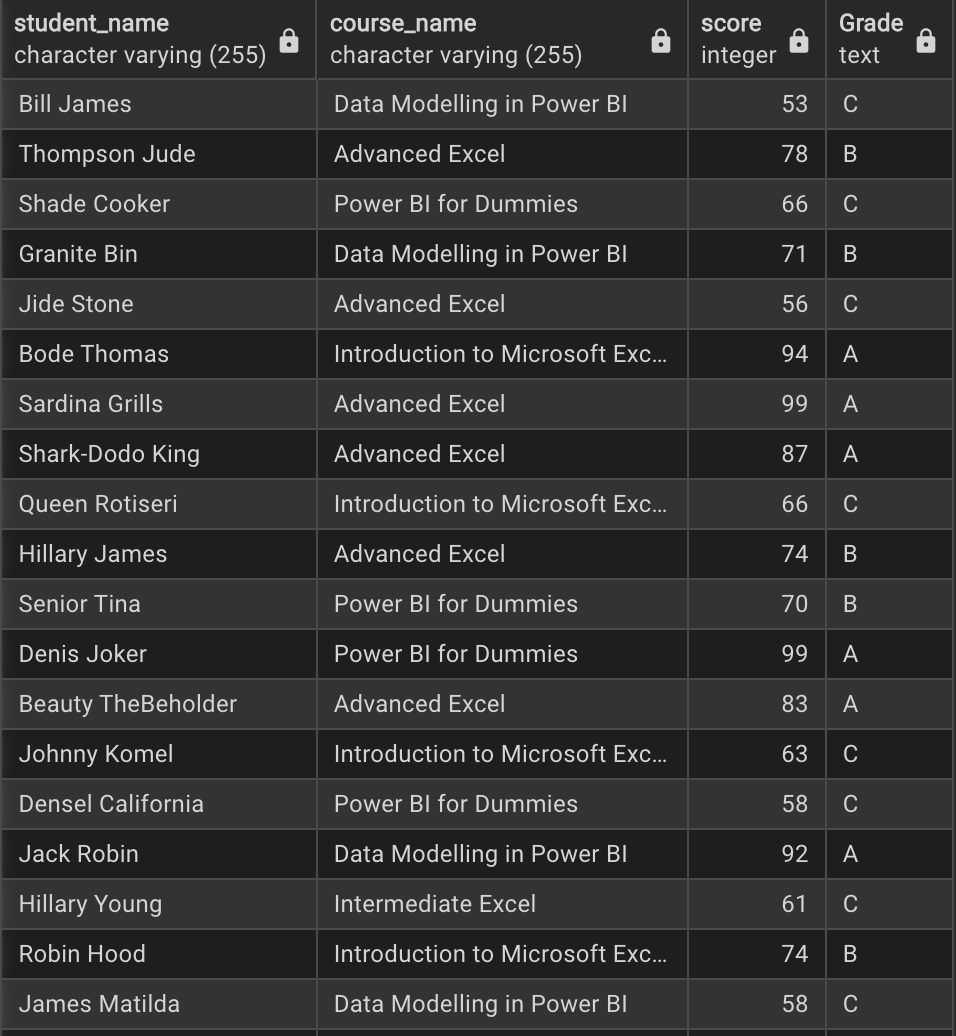 student_name course_name score Grade
character varying (255) character varying (255) integer text
Bill James Data Modelling in Power BI 53 C
Thompson Jude Advanced Excel 78 B
Shade Cooker Power BI for Dummies 66 C
Granite Bin Data Modelling in Power BI 71 B
Jide Stone Advanced Excel 56 C
Bode Thomas Introduction to Microsoft Exc... 94 A
Sardina Grills Advanced Excel 99 A
Shark-Dodo King Advanced Excel 87 A
Queen Rotiseri Introduction to Microsoft Exc... 66 C
Hillary James Advanced Excel 74 B
Senior Tina Power BI for Dummies 70 B
Denis Joker Power BI for Dummies 99 A
Beauty TheBeholder Advanced Excel 83 A
Johnny Komel Introduction to Microsoft Exc... 63 C
Densel California Power BI for Dummies 58 C
Jack Robin Data Modelling in Power BI 92 A
Hillary Young Intermediate Excel 61 C
Robin Hood Introduction to Microsoft Exc... 74 B
James Matilda Data Modelling in Power BI 58 C